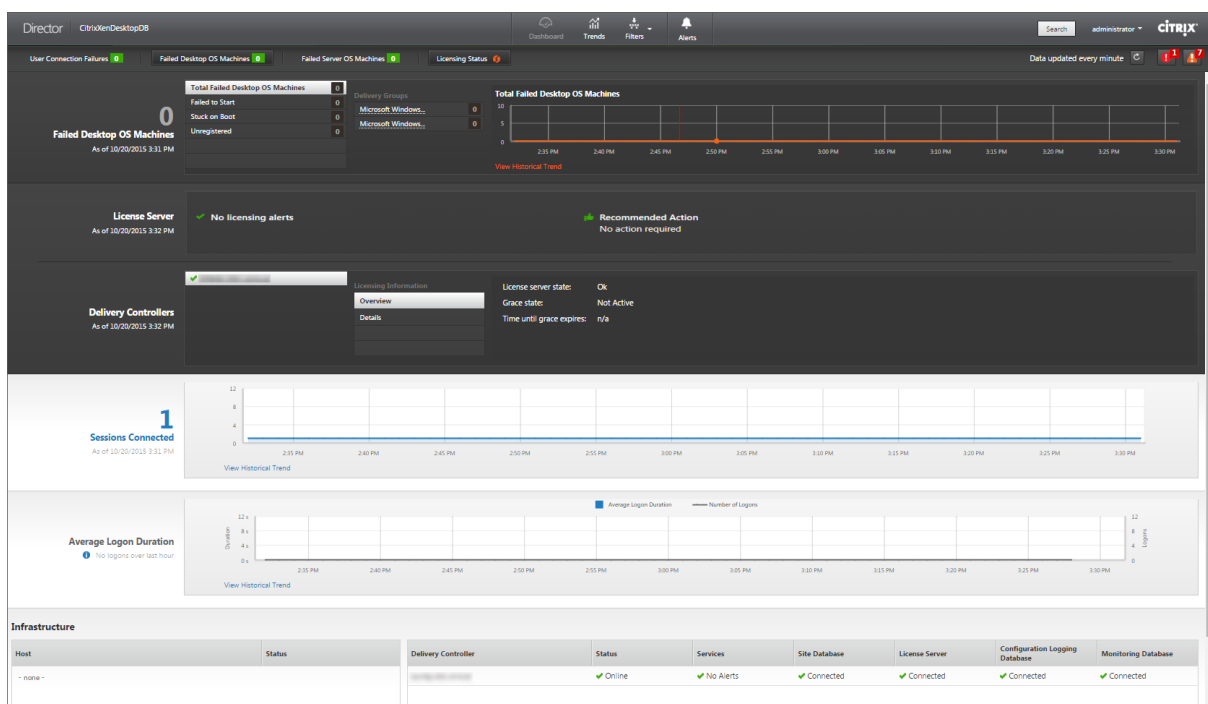 Director CitrixXenDesktopDB
Dashboard Trends Filters Alerts
Search administrator CİTRIX
User Connection Failures 0 Failed Desktop OS Machines 0 Failed Server OS Machines 0 Licensing Status
Data updated every minute 1 7
0
Failed Desktop OS Machines
As of 10/20/2015 3:31 PM
Total Failed Desktop OS Machines 0
Failed to Start 0
Stuck on Boot 0
Unregistered 0
Delivery Groups
Microsoft Windows... 0
Microsoft Windows... 0
Total Failed Desktop OS Machines
10
5
0
2:35 PM 2:40 PM 2:45 PM 2:50 PM 2:55 PM 3:00 PM 3:05 PM 3:10 PM 3:15 PM 3:20 PM 3:25 PM 3:30 PM
View Historical Trend
License Server
As of 10/20/2015 3:32 PM
No licensing alerts
Recommended Action
No action required
Delivery Controllers
As of 10/20/2015 3:32 PM
Licensing Information
Overview
Details
License server state: Ok
Grace state: Not Active
Time until grace expires: n/a
1
Sessions Connected
As of 10/20/2015 3:31 PM
12
8
4
0
2:35 PM 2:40 PM 2:45 PM 2:50 PM 2:55 PM 3:00 PM 3:05 PM 3:10 PM 3:15 PM 3:20 PM 3:25 PM 3:30 PM
View Historical Trend
Average Logon Duration
No logons over last hour
Average Logon Duration Number of Logons
Duration
12 s
8 s
4 s
0 s
12
8
4
0
Logons
2:35 PM 2:40 PM 2:45 PM 2:50 PM 2:55 PM 3:00 PM 3:05 PM 3:10 PM 3:15 PM 3:20 PM 3:25 PM 3:30 PM
View Historical Trend
Infrastructure
Host Status
- none -
Delivery Controller Status Services Site Database License Server Configuration Logging Database Monitoring Database
Online No Alerts Connected Connected Connected Connected